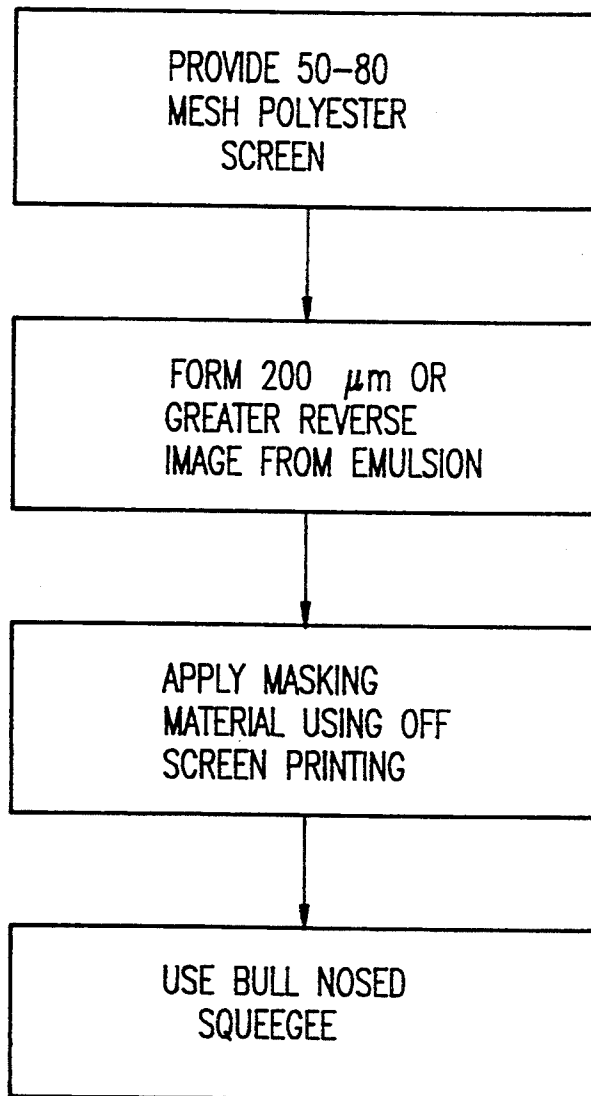 PROVIDE 50-80
MESH POLYESTER
SCREEN
FORM 200 μm OR
GREATER REVERSE
IMAGE FROM EMULSION
APPLY MASKING
MATERIAL USING OFF
SCREEN PRINTING
USE BULL NOSED
SQUEEGEE